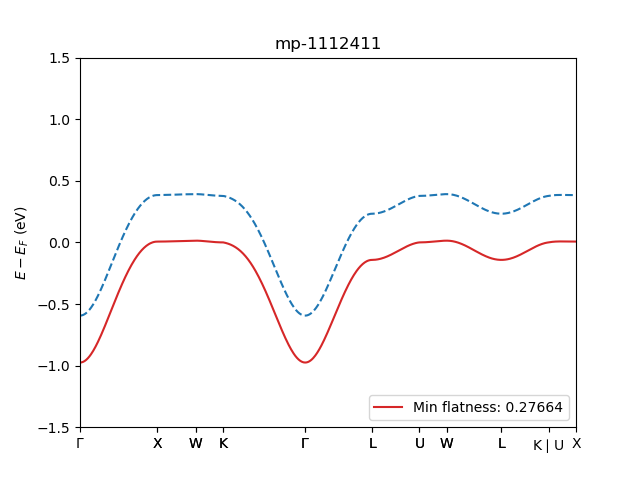 mp-1112411
1.5
1.0
0.5
0.0
−0.5
−1.0
−1.5
E − E_F (eV)
Γ X W K Γ L U W L K | U X
Min flatness: 0.27664